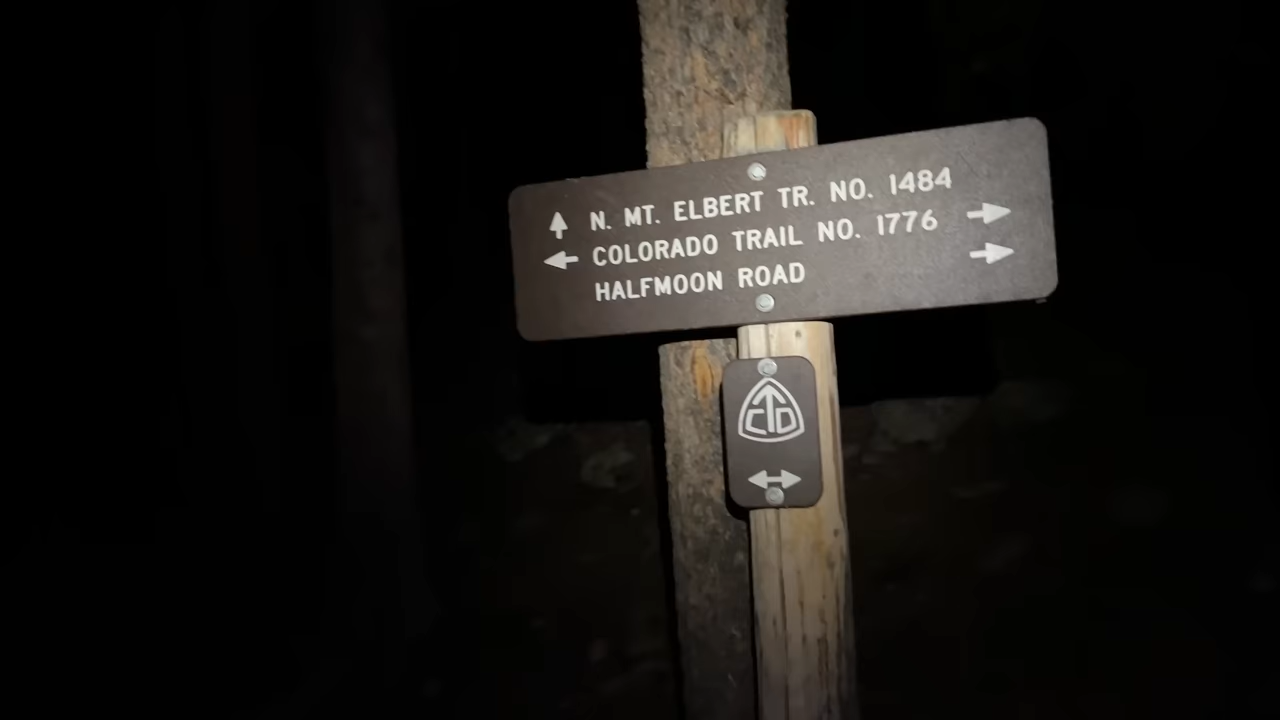 N. MT. ELBERT TR. NO. 1484
COLORADO TRAIL NO. 1776
HALFMOON ROAD
CTD